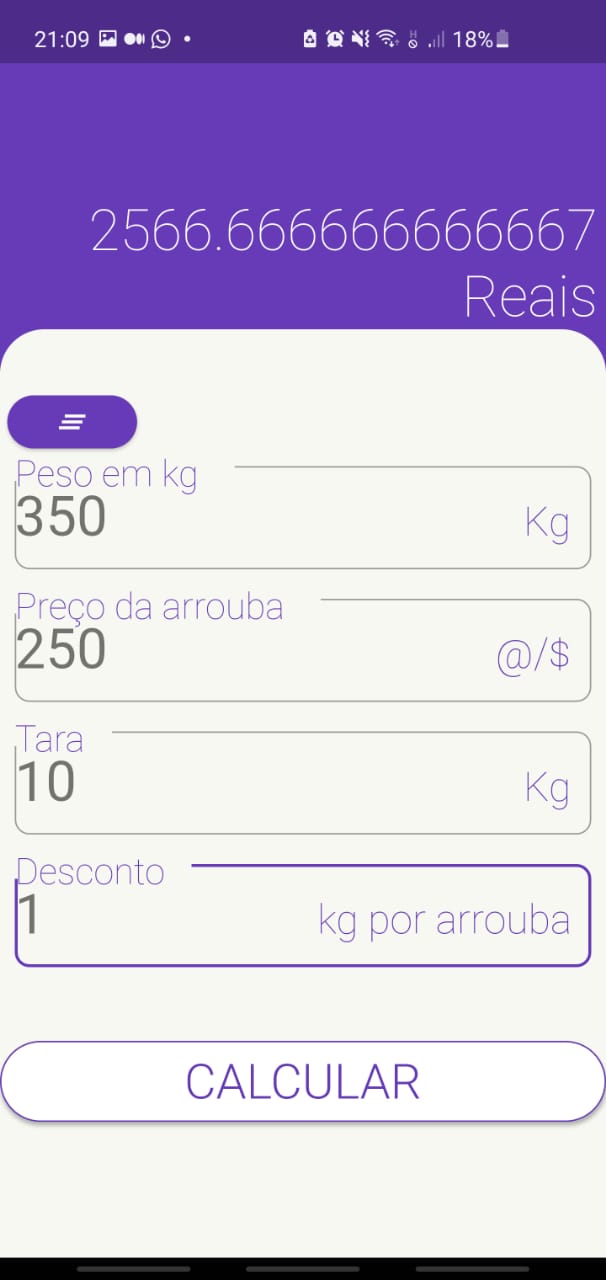 21:09 18%
2566.666666666667
Reais
Peso em kg
350 Kg
Preço da arrouba
250 @/$
Tara
10 Kg
Desconto
1 kg por arrouba
CALCULAR